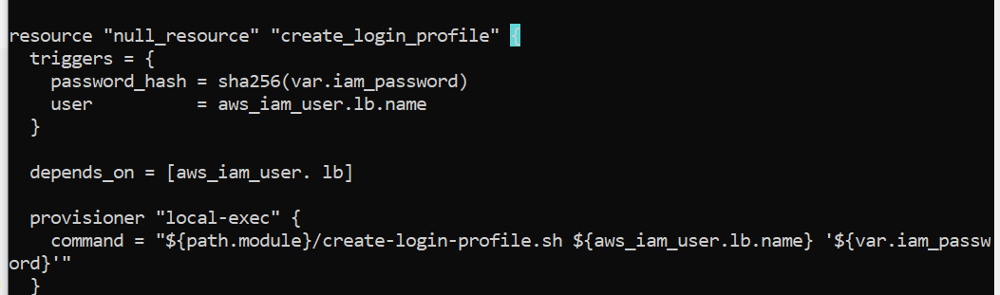 resource "null_resource" "create_login_profile" {
  triggers = {
    password_hash = sha256(var.iam_password)
    user          = aws_iam_user.lb.name
  }

  depends_on = [aws_iam_user. lb]

  provisioner "local-exec" {
    command = "${path.module}/create-login-profile.sh ${aws_iam_user.lb.name} '${var.iam_passw
ord}'"
  }